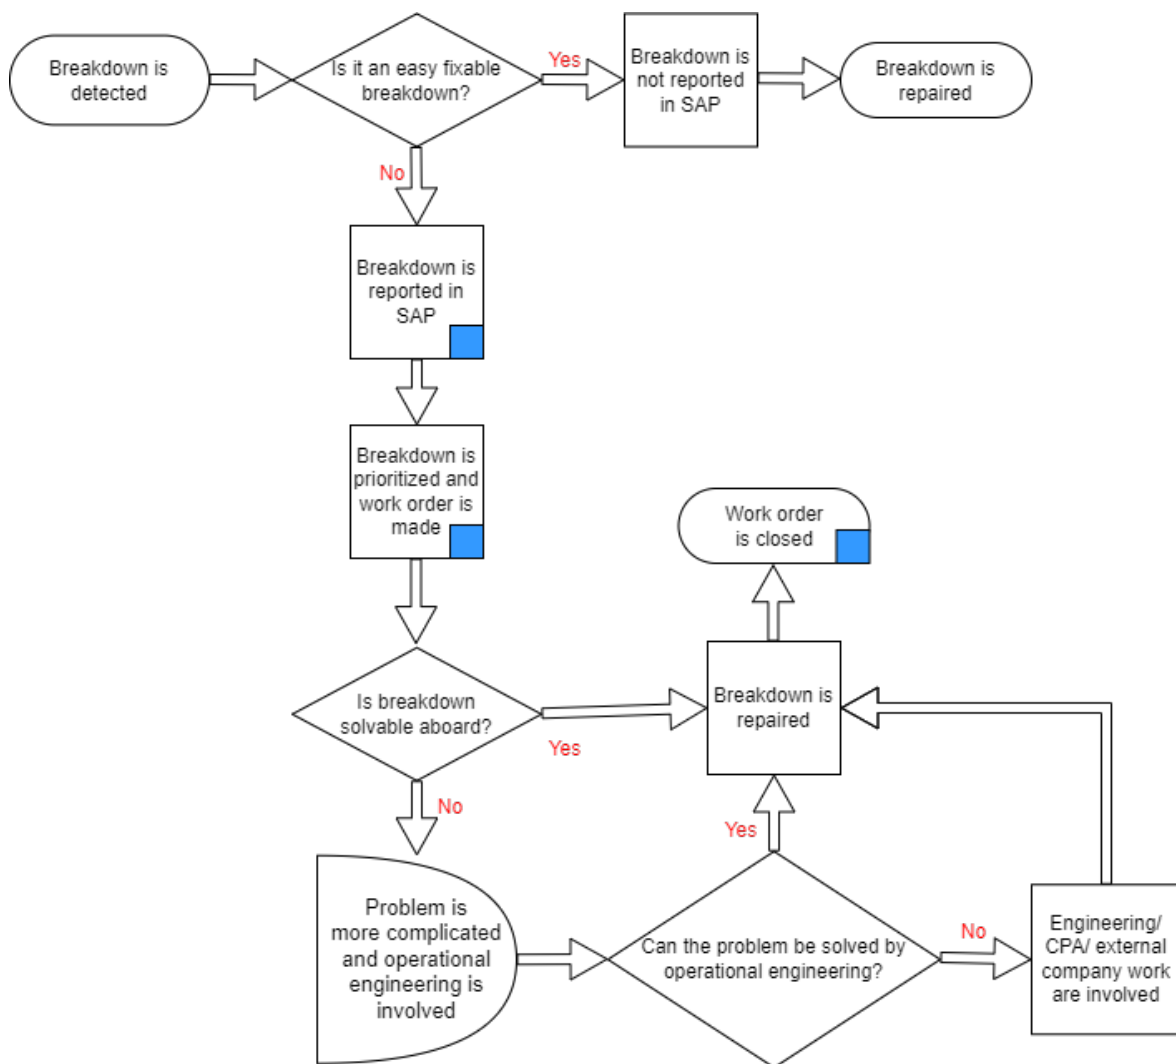 Breakdown is
detected
Is it an easy fixable
breakdown?
Yes
Breakdown is
not reported
in SAP
Breakdown is
repaired
No
Breakdown is
reported in
SAP
Breakdown is
prioritized and
work order is
made
Work order
is closed
Is breakdown
solvable aboard?
Yes
Breakdown is
repaired
No
Yes
Problem is
more complicated
and operational
engineering is
involved
Can the problem be solved by
operational engineering?
No
Engineering/
CPA/ external
company work
are involved